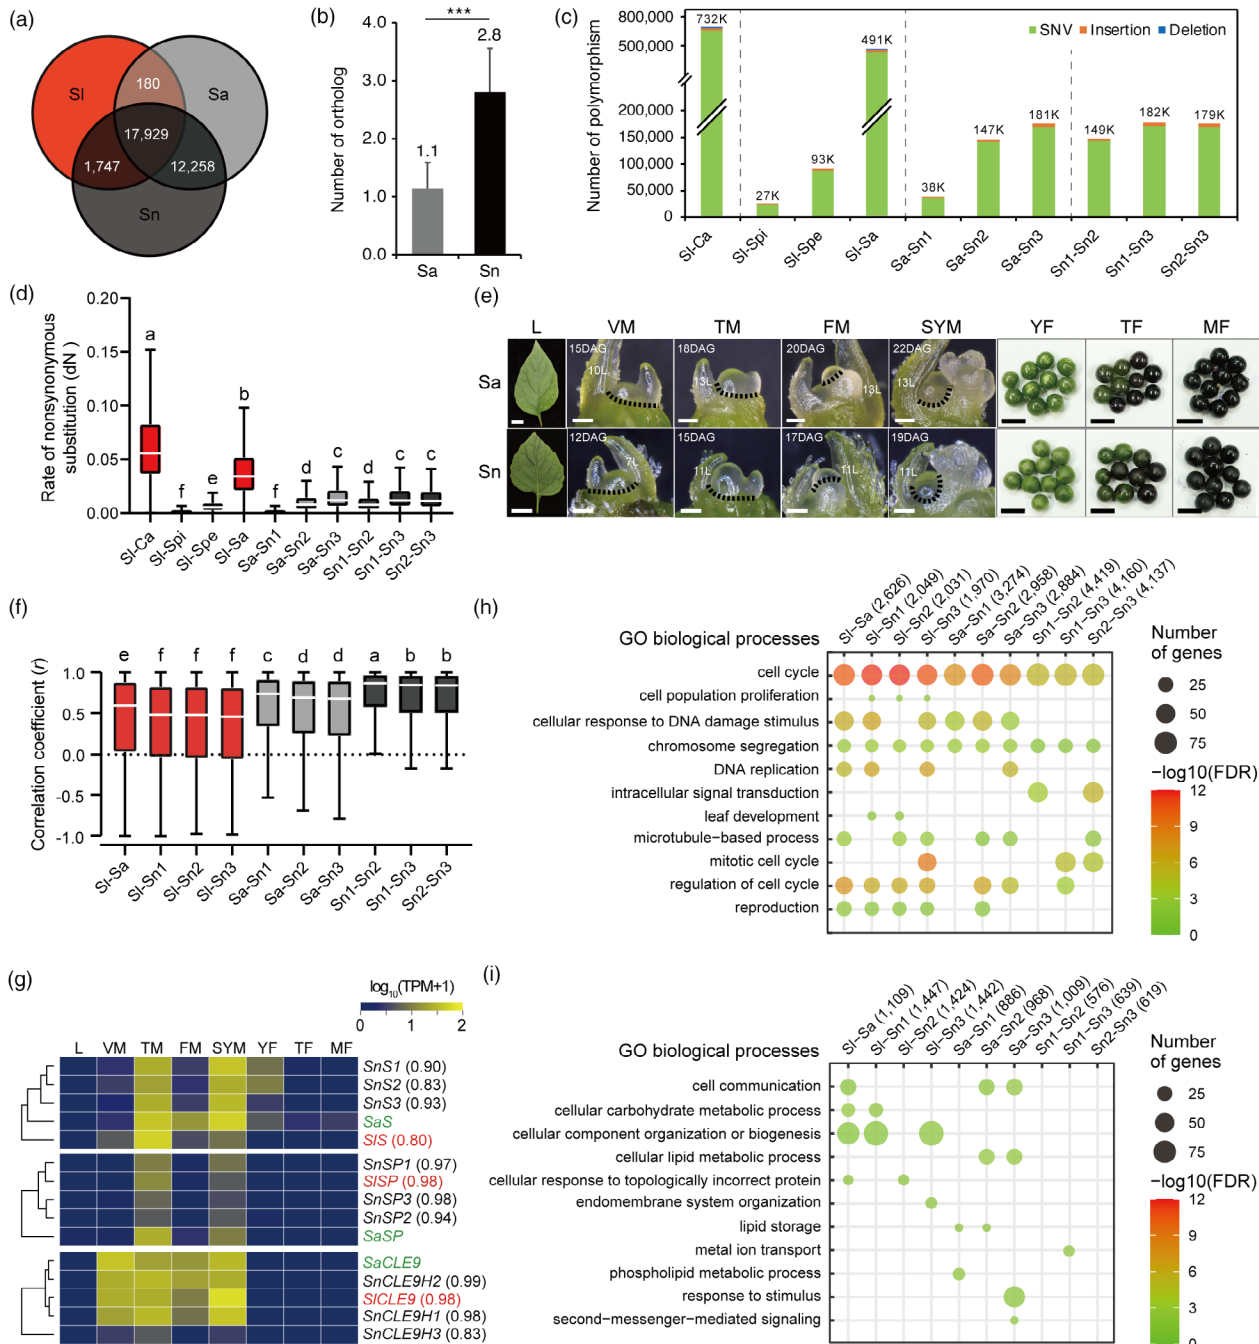 (a)
Sl
180
Sa
17,929
1,747
12,258
Sn
(b)
Number of ortholog
4.0
3.0
2.0
1.0
0.0
***
1.1
2.8
Sa
Sn
(c)
Number of polymorphism
800,000
500,000
200,000
150,000
100,000
50,000
0
SNV Insertion Deletion
732K
27K
93K
491K
38K
147K
181K
149K
182K
179K
Sl-Ca
Sl-Spi
Sl-Spe
Sl-Sa
Sa-Sn1
Sa-Sn2
Sa-Sn3
Sn1-Sn2
Sn1-Sn3
Sn2-Sn3
(d)
Rate of nonsynonymous
substitution (dN )
0.20
0.15
0.10
0.05
0.00
a
f
e
b
f
d
c
d
c
c
Sl-Ca
Sl-Spi
Sl-Spe
Sl-Sa
Sa-Sn1
Sa-Sn2
Sa-Sn3
Sn1-Sn2
Sn1-Sn3
Sn2-Sn3
(e)
L VM TM FM SYM YF TF MF
Sa
15DAG
10L
18DAG
13L
20DAG
13L
22DAG
13L
Sn
12DAG
7L
15DAG
11L
17DAG
11L
19DAG
11L
(f)
Correlation coefficient (r)
1.0
0.5
0.0
-0.5
-1.0
e
f
f
f
c
d
d
a
b
b
Sl-Sa
Sl-Sn1
Sl-Sn2
Sl-Sn3
Sa-Sn1
Sa-Sn2
Sa-Sn3
Sn1-Sn2
Sn1-Sn3
Sn2-Sn3
(g)
log10(TPM+1)
0 1 2
L VM TM FM SYM YF TF MF
SnS1 (0.90)
SnS2 (0.83)
SnS3 (0.93)
SaS
SlS (0.80)
SnSP1 (0.97)
SlSP (0.98)
SnSP3 (0.98)
SnSP2 (0.94)
SaSP
SaCLE9
SnCLE9H2 (0.99)
SlCLE9 (0.98)
SnCLE9H1 (0.98)
SnCLE9H3 (0.83)
(h)
Sl–Sa (2,626)
Sl–Sn1 (2,049)
Sl–Sn2 (2,031)
Sl–Sn3 (1,970)
Sa–Sn1 (3,274)
Sa–Sn2 (2,958)
Sa–Sn3 (2,884)
Sn1–Sn2 (4,419)
Sn1–Sn3 (4,160)
Sn2–Sn3 (4,137)
GO biological processes
cell cycle
cell population proliferation
cellular response to DNA damage stimulus
chromosome segregation
DNA replication
intracellular signal transduction
leaf development
microtubule-based process
mitotic cell cycle
regulation of cell cycle
reproduction
Number
of genes
25
50
75
−log10(FDR)
12
9
6
3
0
(i)
Sl–Sa (1,109)
Sl–Sn1 (1,447)
Sl–Sn2 (1,424)
Sl–Sn3 (1,442)
Sa–Sn1 (886)
Sa–Sn2 (968)
Sa–Sn3 (1,009)
Sn1–Sn2 (576)
Sn1–Sn3 (639)
Sn2–Sn3 (619)
GO biological processes
cell communication
cellular carbohydrate metabolic process
cellular component organization or biogenesis
cellular lipid metabolic process
cellular response to topologically incorrect protein
endomembrane system organization
lipid storage
metal ion transport
phospholipid metabolic process
response to stimulus
second-messenger-mediated signaling
Number
of genes
25
50
75
−log10(FDR)
12
9
6
3
0